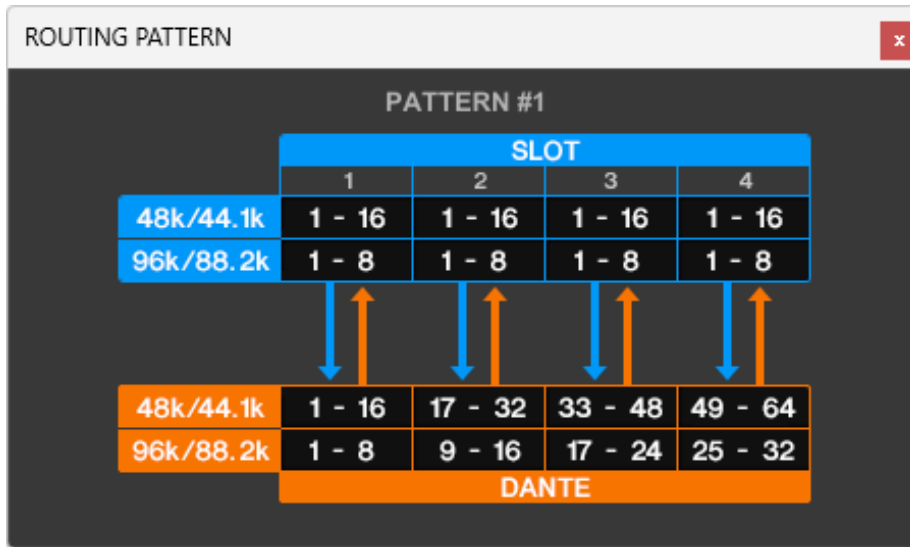 ROUTING PATTERN
x
PATTERN #1
SLOT
1 2 3 4
48k/44.1k 1 - 16 1 - 16 1 - 16 1 - 16
96k/88.2k 1 - 8 1 - 8 1 - 8 1 - 8
48k/44.1k 1 - 16 17 - 32 33 - 48 49 - 64
96k/88.2k 1 - 8 9 - 16 17 - 24 25 - 32
DANTE